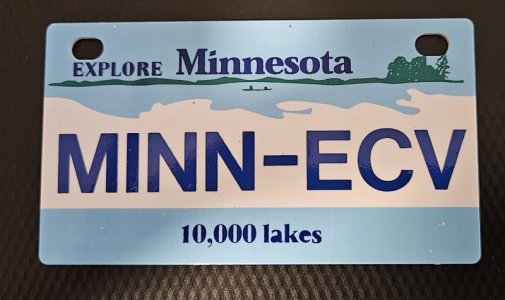 EXPLORE Minnesota
MINN-ECV
10,000 lakes